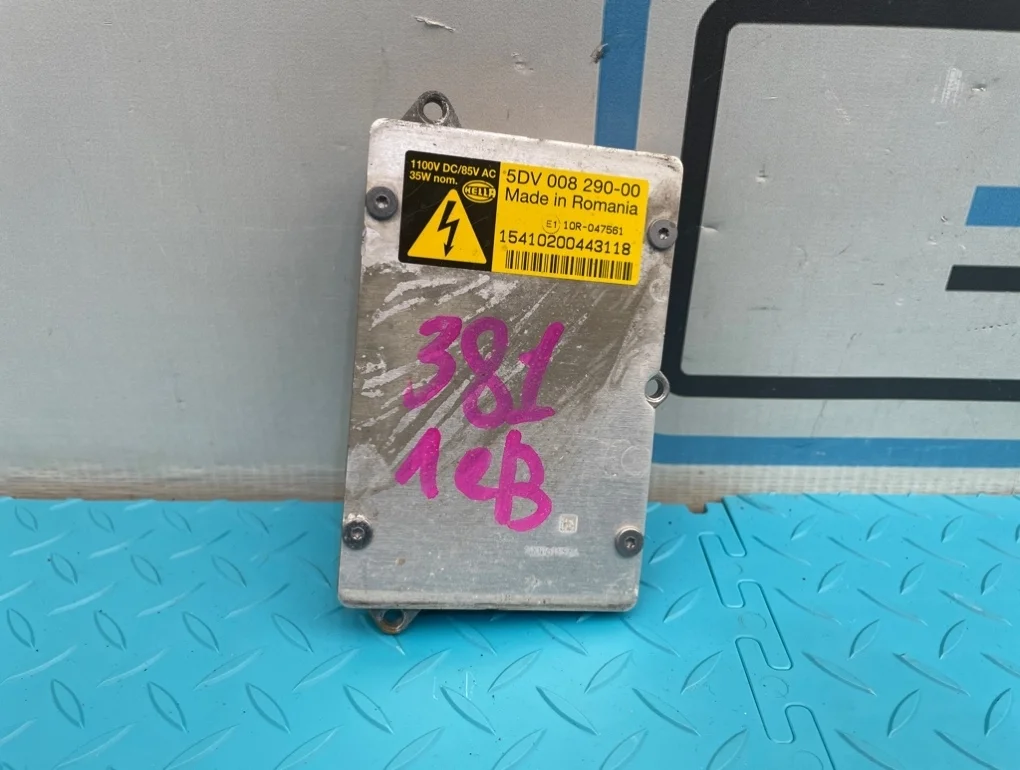 1100V DC/85V AC
35W nom.
HELLA
5DV 008 290-00
Made in Romania
E1 10R-047561
15410200443118
381
лев